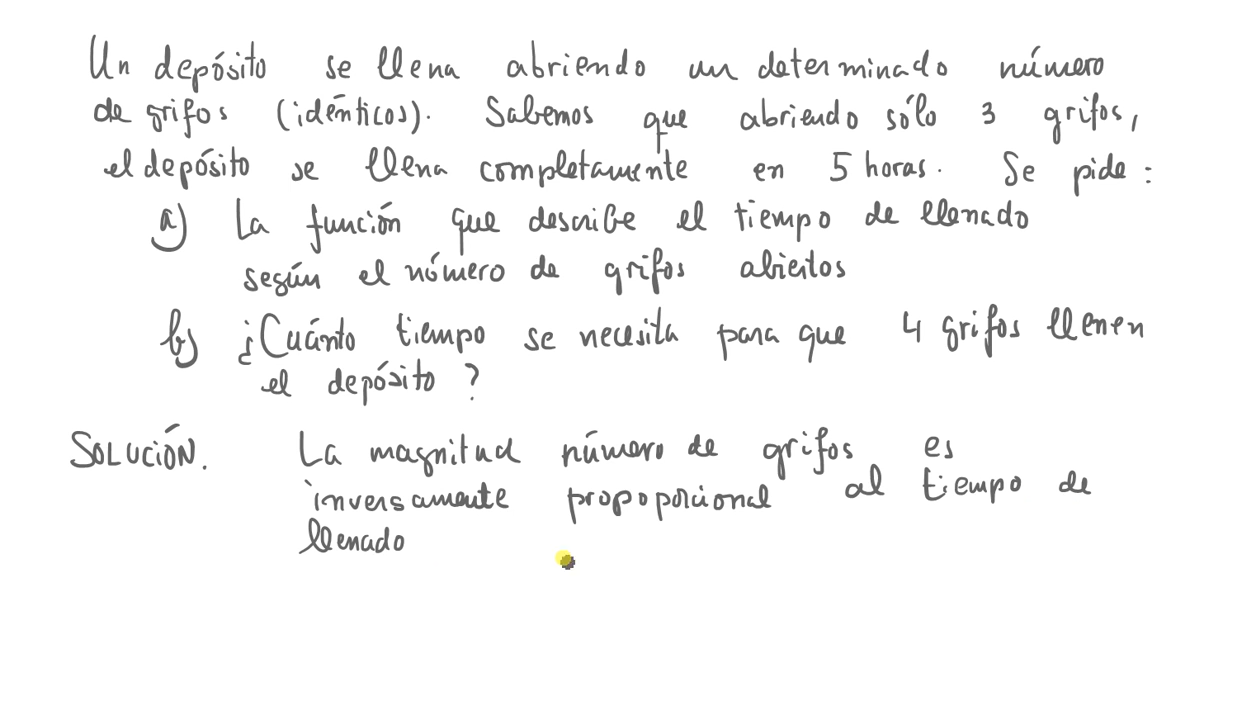 Un depósito se llena abriendo un determinado número
de grifos (idénticos). Sabemos que abriendo sólo 3 grifos,
el depósito se llena completamente en 5 horas. Se pide:
a) La función que describe el tiempo de llenado
según el número de grifos abiertos
b) ¿Cuánto tiempo se necesita para que 4 grifos llenen
el depósito?
SOLUCIÓN. La magnitud número de grifos es
inversamente propoporcional al tiempo de
llenado